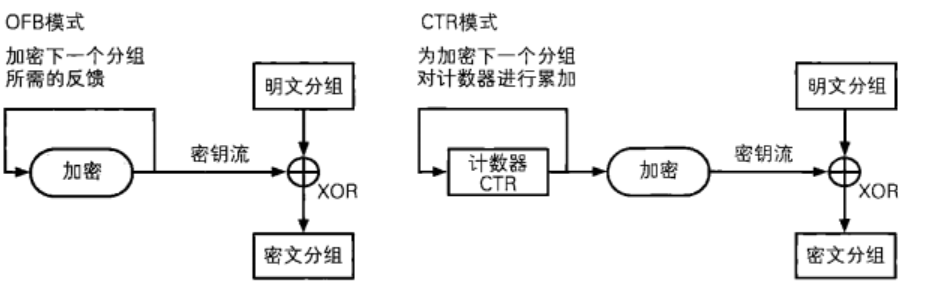 OFB模式
加密下一个分组
所需的反馈
明文分组
加密
密钥流
XOR
密文分组
CTR模式
为加密下一个分组
对计数器进行累加
明文分组
计数器
CTR
加密
密钥流
XOR
密文分组